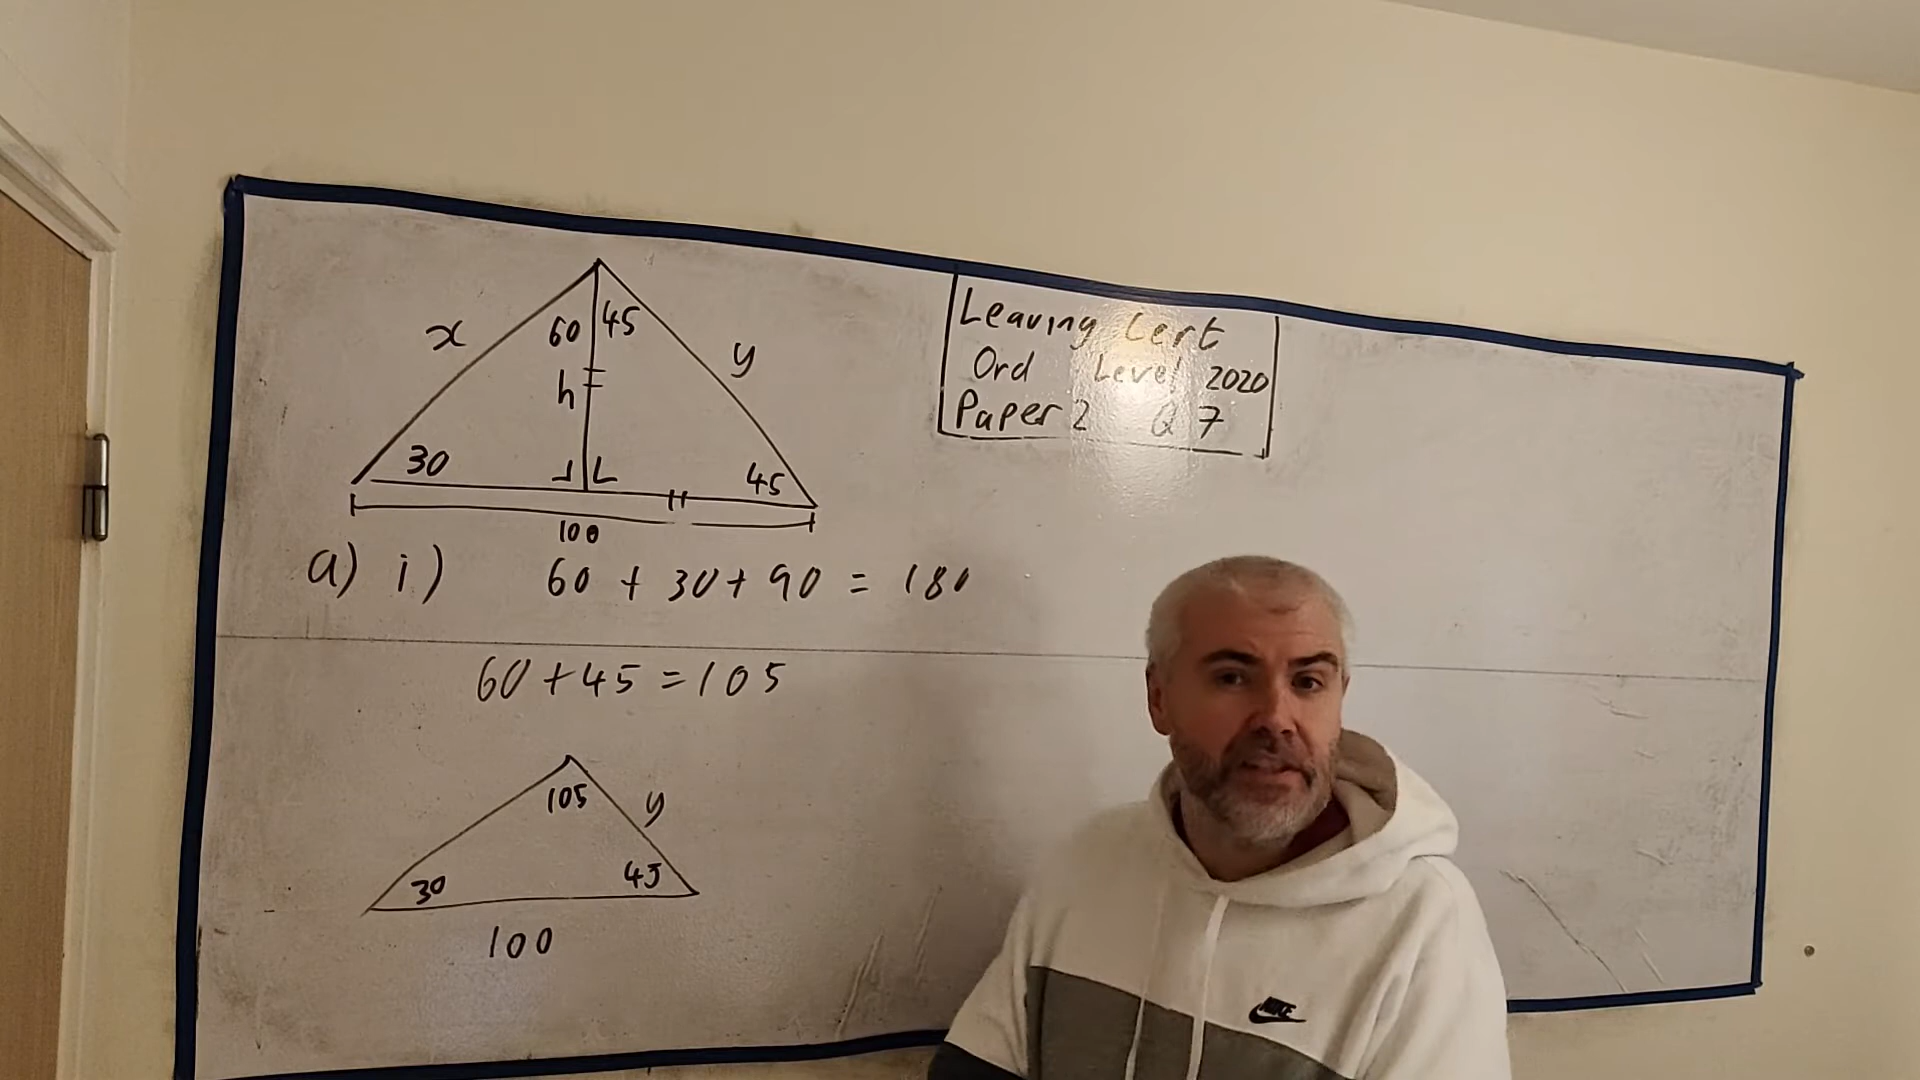 x
60 45
y
h
30
45
100
Leaving Cert
Ord Level 2020
Paper 2 Q 7
a) i) 60 + 30 + 90 = 180
60 + 45 = 105
105
y
30
45
100
NIKE